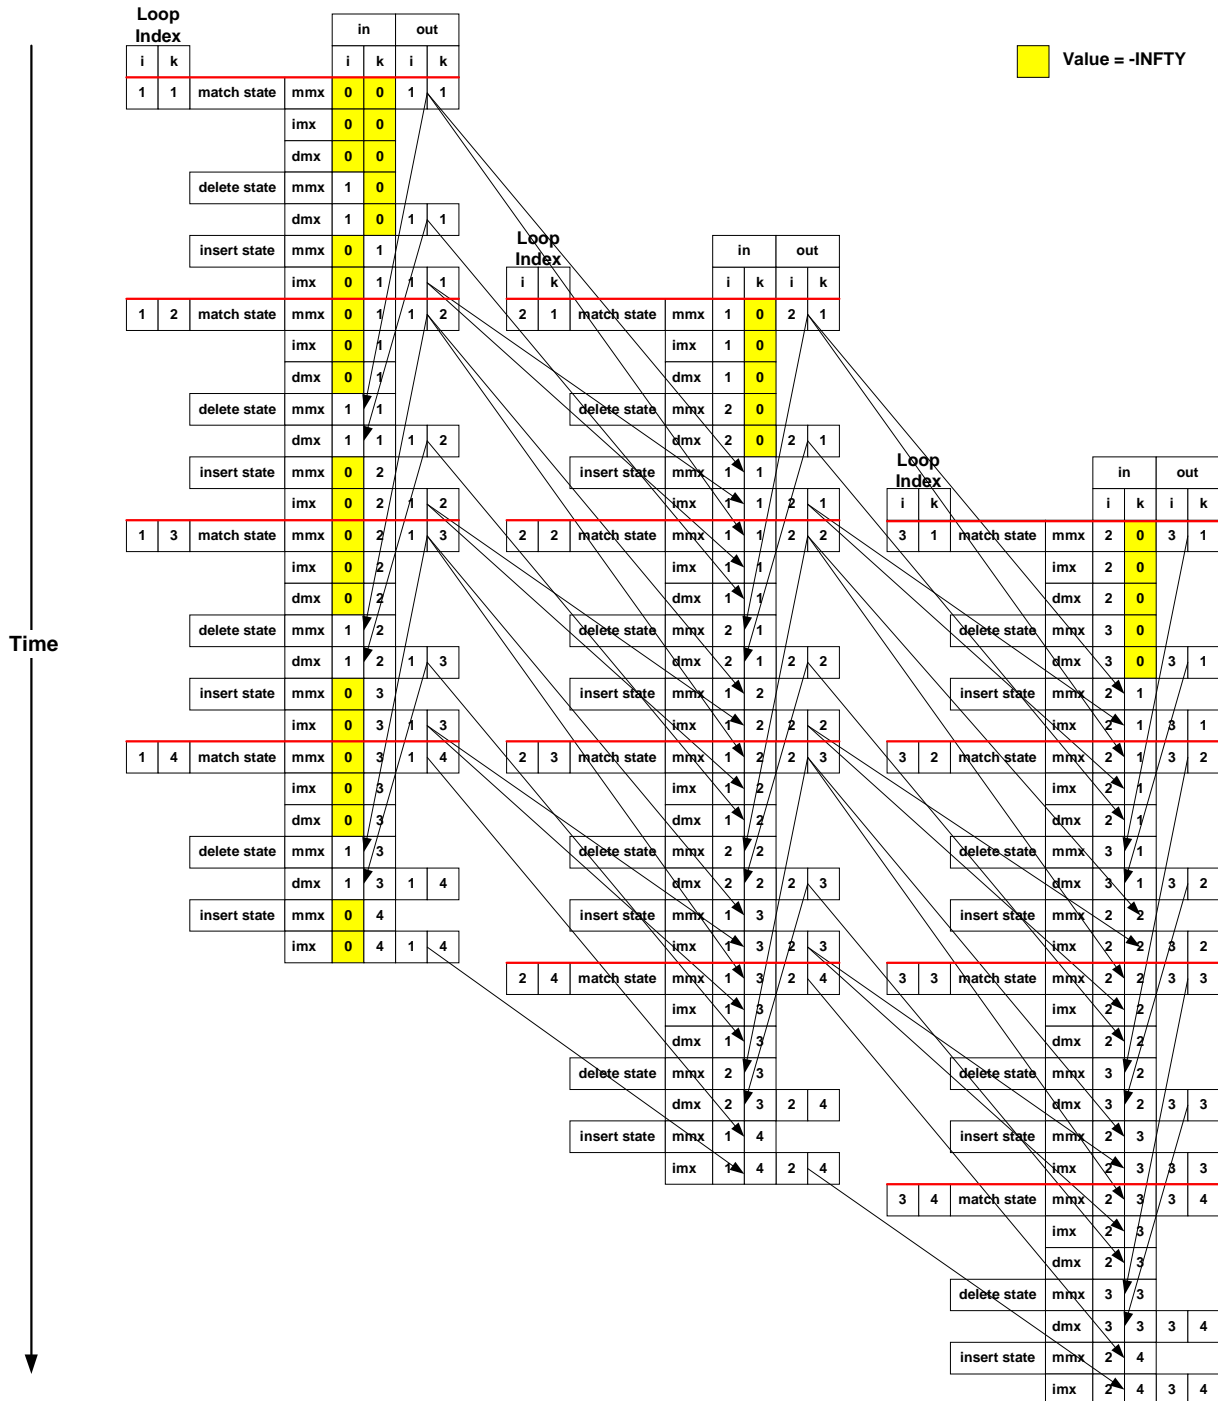 Time
Value = -INFTY
Loop
Index
in out
i k i k i k
1 1 match state mmx 0 0 1 1
imx 0 0
dmx 0 0
delete state mmx 1 0
dmx 1 0 1 1
insert state mmx 0 1
imx 0 1 1 1
1 2 match state mmx 0 1 1 2
imx 0 1
dmx 0 1
delete state mmx 1 1
dmx 1 1 1 2
insert state mmx 0 2
imx 0 2 1 2
1 3 match state mmx 0 2 1 3
imx 0 2
dmx 0 2
delete state mmx 1 2
dmx 1 2 1 3
insert state mmx 0 3
imx 0 3 1 3
1 4 match state mmx 0 3 1 4
imx 0 3
dmx 0 3
delete state mmx 1 3
dmx 1 3 1 4
insert state mmx 0 4
imx 0 4 1 4
Loop
Index
in out
i k i k i k
2 1 match state mmx 1 0 2 1
imx 1 0
dmx 1 0
delete state mmx 2 0
dmx 2 0 2 1
insert state mmx 1 1
imx 1 1 2 1
2 2 match state mmx 1 1 2 2
imx 1 1
dmx 1 1
delete state mmx 2 1
dmx 2 1 2 2
insert state mmx 1 2
imx 1 2 2 2
2 3 match state mmx 1 2 2 3
imx 1 2
dmx 1 2
delete state mmx 2 2
dmx 2 2 2 3
insert state mmx 1 3
imx 1 3 2 3
2 4 match state mmx 1 3 2 4
imx 1 3
dmx 1 3
delete state mmx 2 3
dmx 2 3 2 4
insert state mmx 1 4
imx 1 4 2 4
Loop
Index
in out
i k i k i k
3 1 match state mmx 2 0 3 1
imx 2 0
dmx 2 0
delete state mmx 3 0
dmx 3 0 3 1
insert state mmx 2 1
imx 2 1 3 1
3 2 match state mmx 2 1 3 2
imx 2 1
dmx 2 1
delete state mmx 3 1
dmx 3 1 3 2
insert state mmx 2 2
imx 2 2 3 2
3 3 match state mmx 2 2 3 3
imx 2 2
dmx 2 2
delete state mmx 3 2
dmx 3 2 3 3
insert state mmx 2 3
imx 2 3 3 3
3 4 match state mmx 2 3 3 4
imx 2 3
dmx 2 3
delete state mmx 3 3
dmx 3 3 3 4
insert state mmx 2 4
imx 2 4 3 4